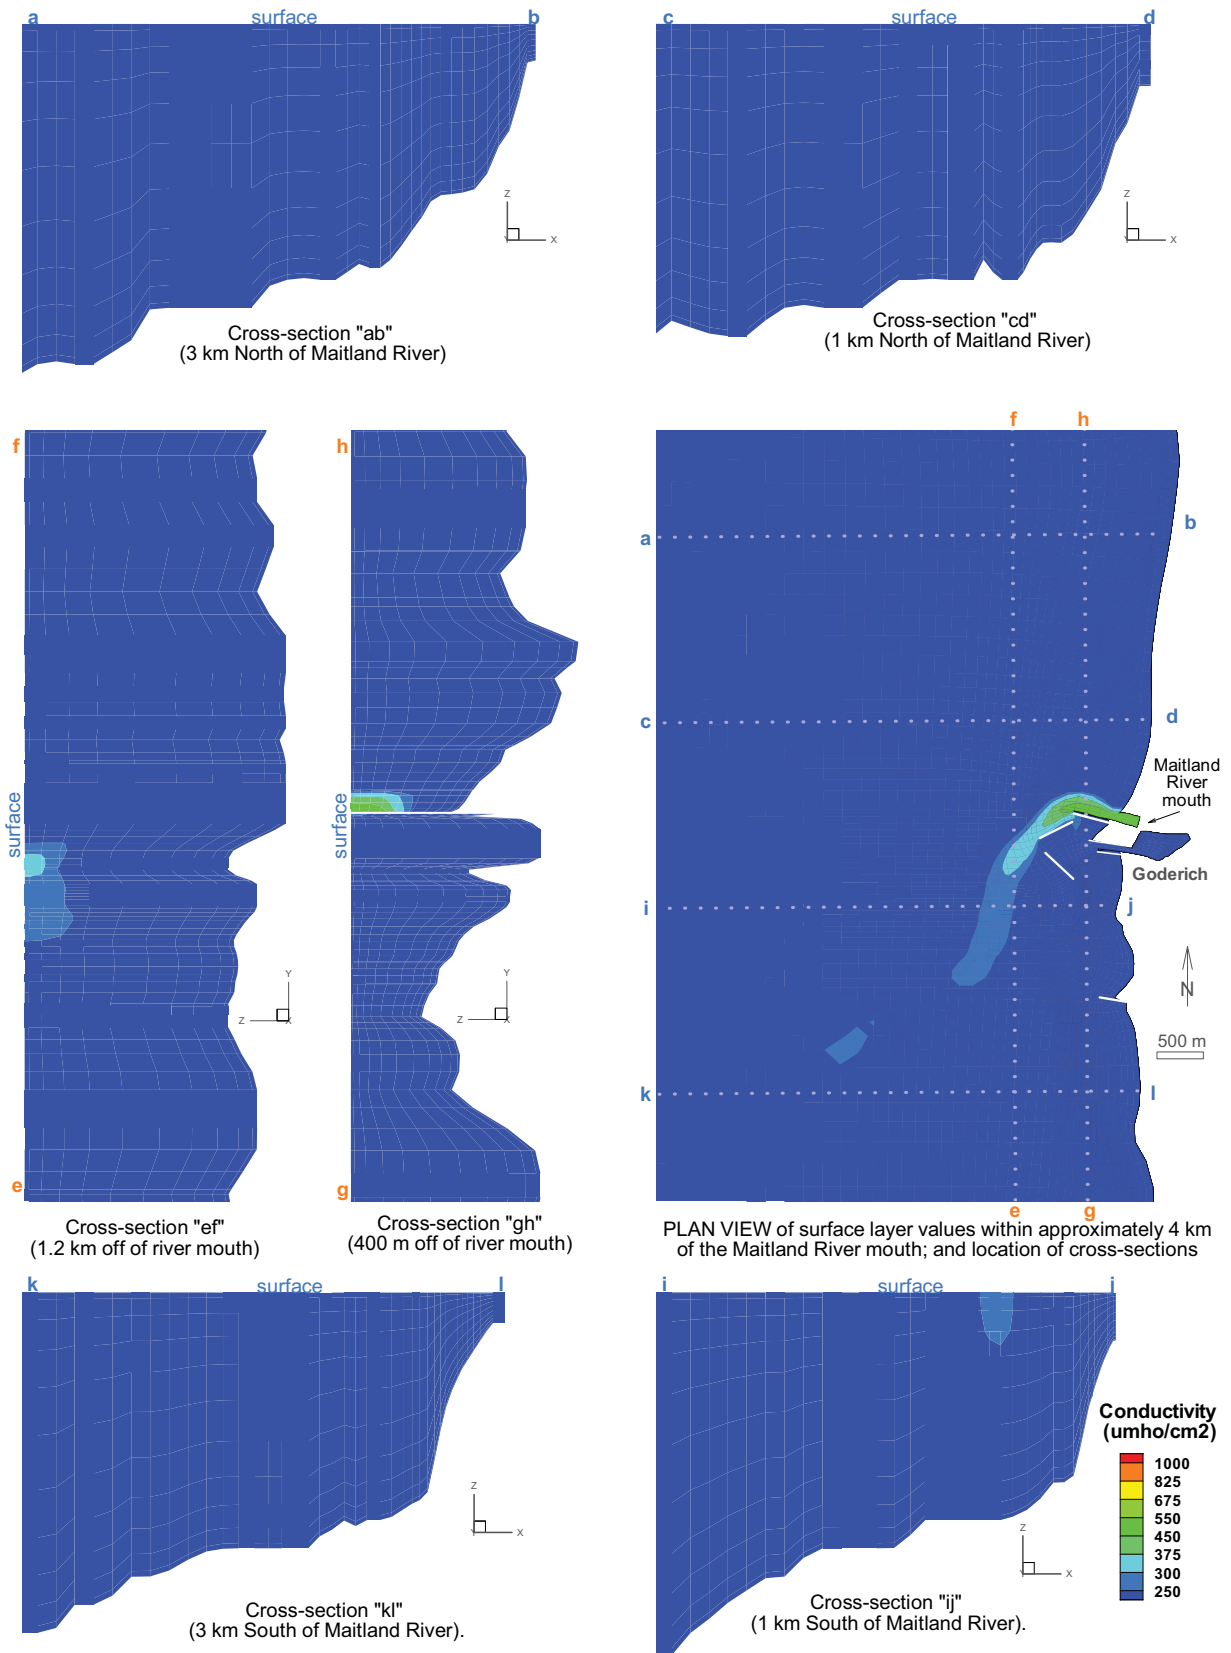 a surface b
Z
Y X
Cross-section "ab"
(3 km North of Maitland River)
c surface d
Z
Y X
Cross-section "cd"
(1 km North of Maitland River)
f
surface
e
Y
Z X
Cross-section "ef"
(1.2 km off of river mouth)
h
surface
g
Y
Z X
Cross-section "gh"
(400 m off of river mouth)
f h
a b
c d
Maitland
River
mouth
Goderich
i j
N
500 m
k l
e g
PLAN VIEW of surface layer values within approximately 4 km
of the Maitland River mouth; and location of cross-sections
k surface l
Z
Y X
Cross-section "kl"
(3 km South of Maitland River).
i surface j
Z
Y X
Cross-section "ij"
(1 km South of Maitland River).
Conductivity
(umho/cm2)
1000
825
675
550
450
375
300
250